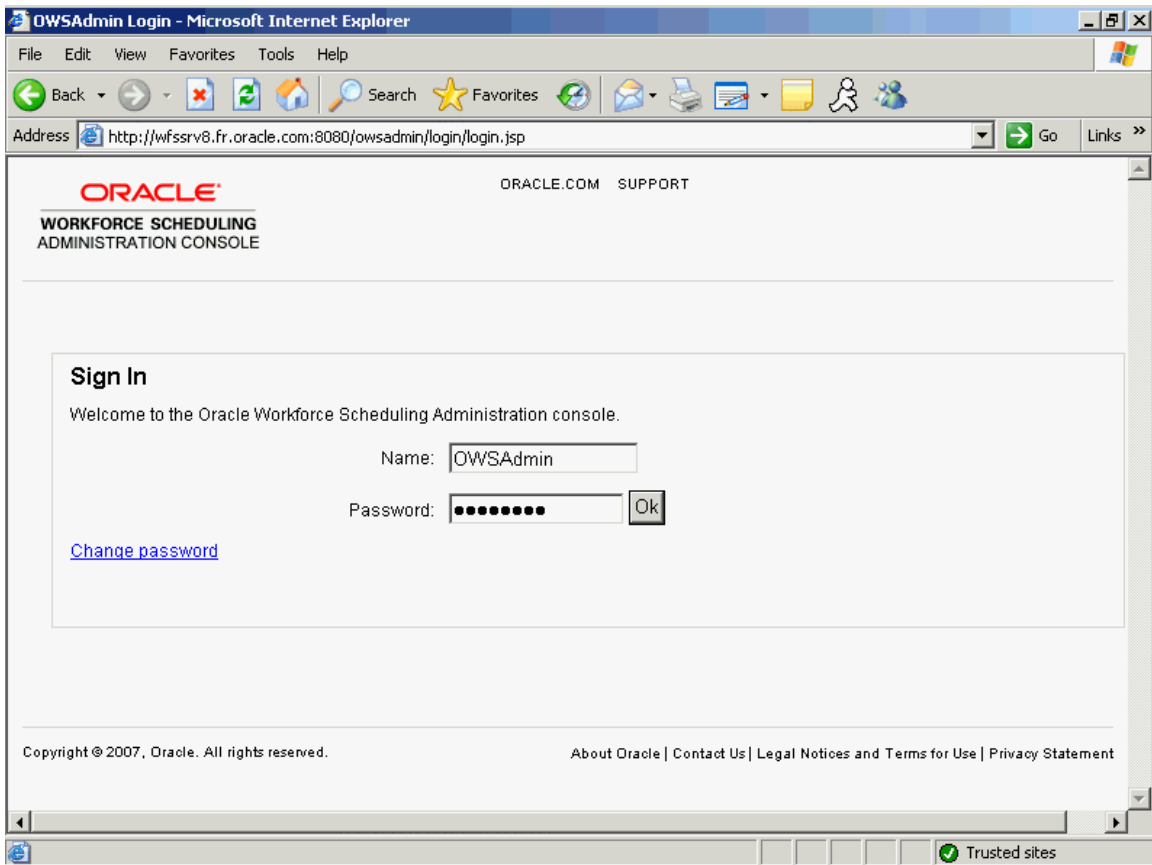 OWSAdmin Login - Microsoft Internet Explorer
File Edit View Favorites Tools Help
Back Search Favorites
Address http://wfssrv8.fr.oracle.com:8080/owsadmin/login/login.jsp Go Links »
ORACLE.COM SUPPORT
ORACLE
WORKFORCE SCHEDULING
ADMINISTRATION CONSOLE
Sign In
Welcome to the Oracle Workforce Scheduling Administration console.
Name: OWSAdmin
Password: ●●●●●●●● Ok
Change password
Copyright © 2007, Oracle. All rights reserved. About Oracle | Contact Us | Legal Notices and Terms for Use | Privacy Statement
Trusted sites